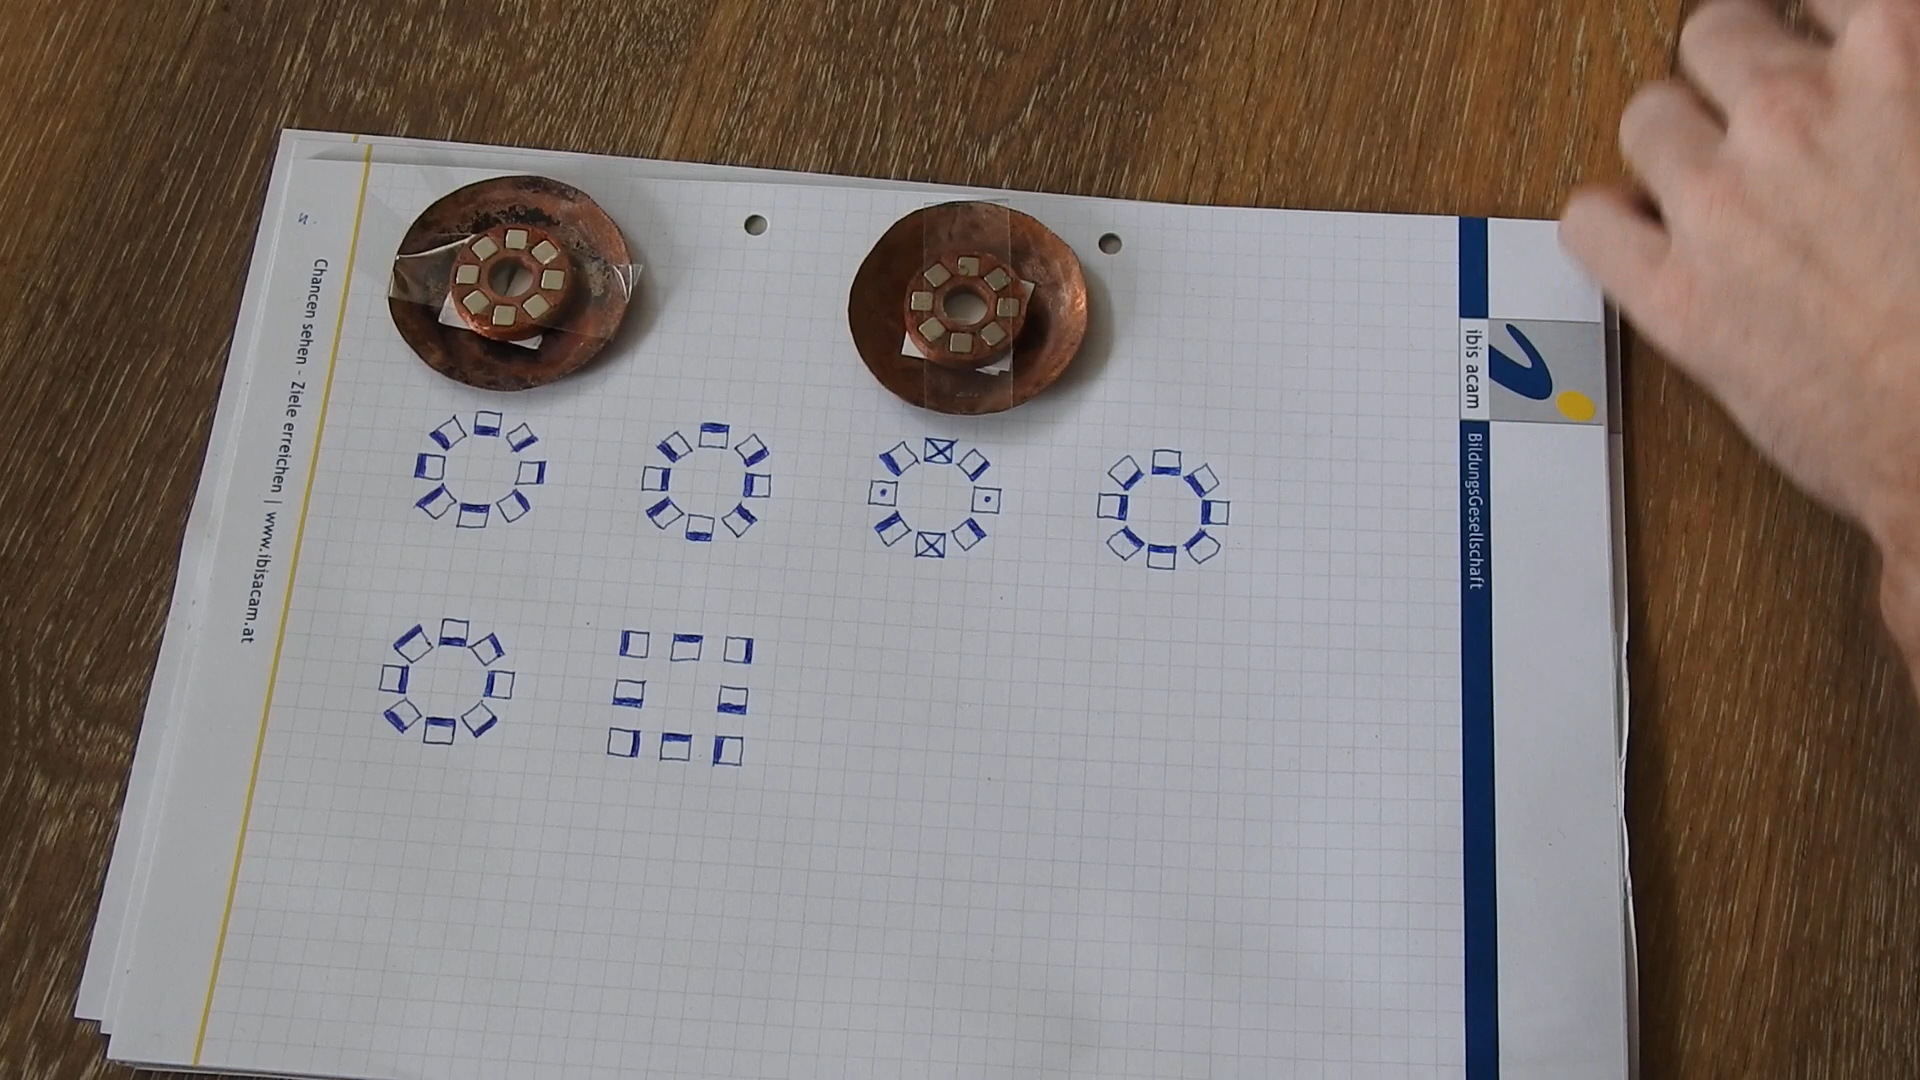 Chancen sehen - Ziele erreichen | www.ibisacam.at
ibis acam
BildungsGesellschaft